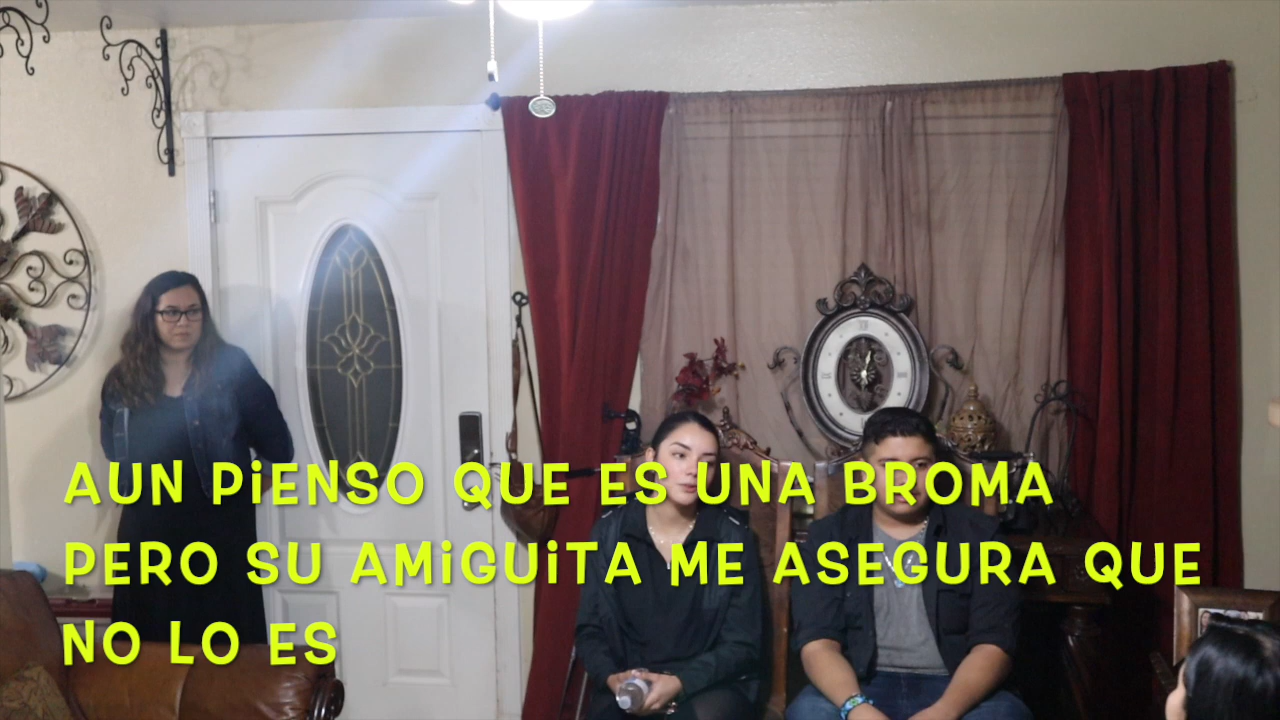 AUN PiENSO QUE ES UNA BROMA
PERO SU AMiGUiTA ME ASEGURA QUE
NO LO ES